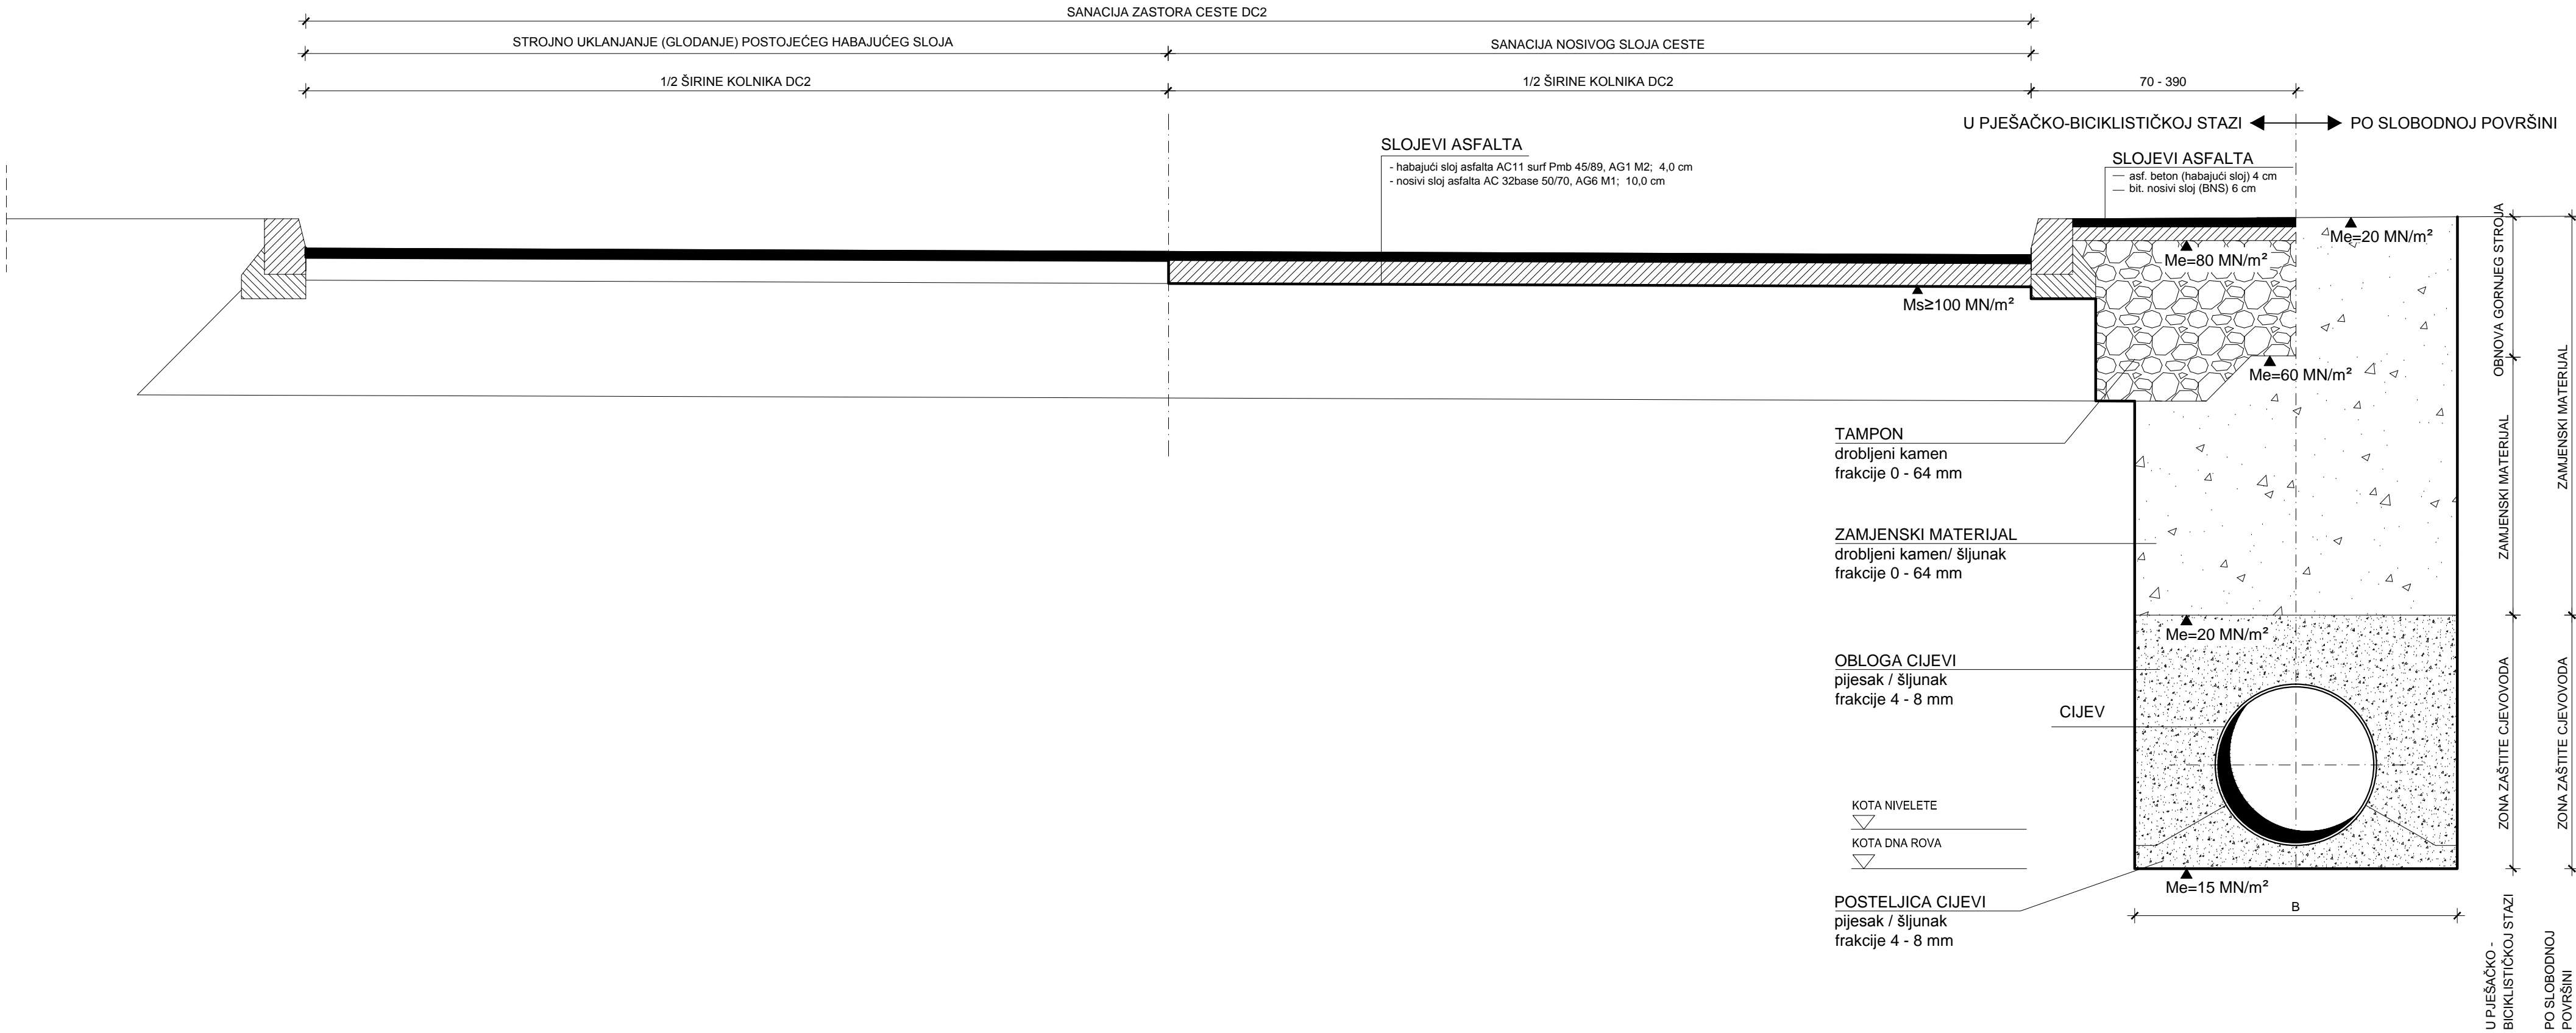 SANACIJA ZASTORA CESTE DC2
STROJNO UKLANJANJE (GLODANJE) POSTOJEĆEG HABAJUĆEG SLOJA
SANACIJA NOSIVOG SLOJA CESTE
1/2 ŠIRINE KOLNIKA DC2
1/2 ŠIRINE KOLNIKA DC2
70 - 390
U PJEŠAČKO-BICIKLISTIČKOJ STAZI
PO SLOBODNOJ POVRŠINI
SLOJEVI ASFALTA
- habajući sloj asfalta AC11 surf Pmb 45/89, AG1 M2; 4,0 cm
- nosivi sloj asfalta AC 32base 50/70, AG6 M1; 10,0 cm
SLOJEVI ASFALTA
asf. beton (habajući sloj) 4 cm
bit. nosivi sloj (BNS) 6 cm
Me=20 MN/m²
Me=80 MN/m²
Ms≥100 MN/m²
Me=60 MN/m²
TAMPON
drobljeni kamen
frakcije 0 - 64 mm
ZAMJENSKI MATERIJAL
drobljeni kamen/ šljunak
frakcije 0 - 64 mm
Me=20 MN/m²
OBLOGA CIJEVI
pijesak / šljunak
frakcije 4 - 8 mm
CIJEV
KOTA NIVELETE
KOTA DNA ROVA
Me=15 MN/m²
POSTELJICA CIJEVI
pijesak / šljunak
frakcije 4 - 8 mm
B
OBNOVA GORNJEG STROJA
ZAMJENSKI MATERIJAL
ZONA ZAŠTITE CJEVOVODA
U PJEŠAČKO -
BICIKLISTIČKOJ STAZI
ZAMJENSKI MATERIJAL
ZONA ZAŠTITE CJEVOVODA
PO SLOBODNOJ
POVRŠINI